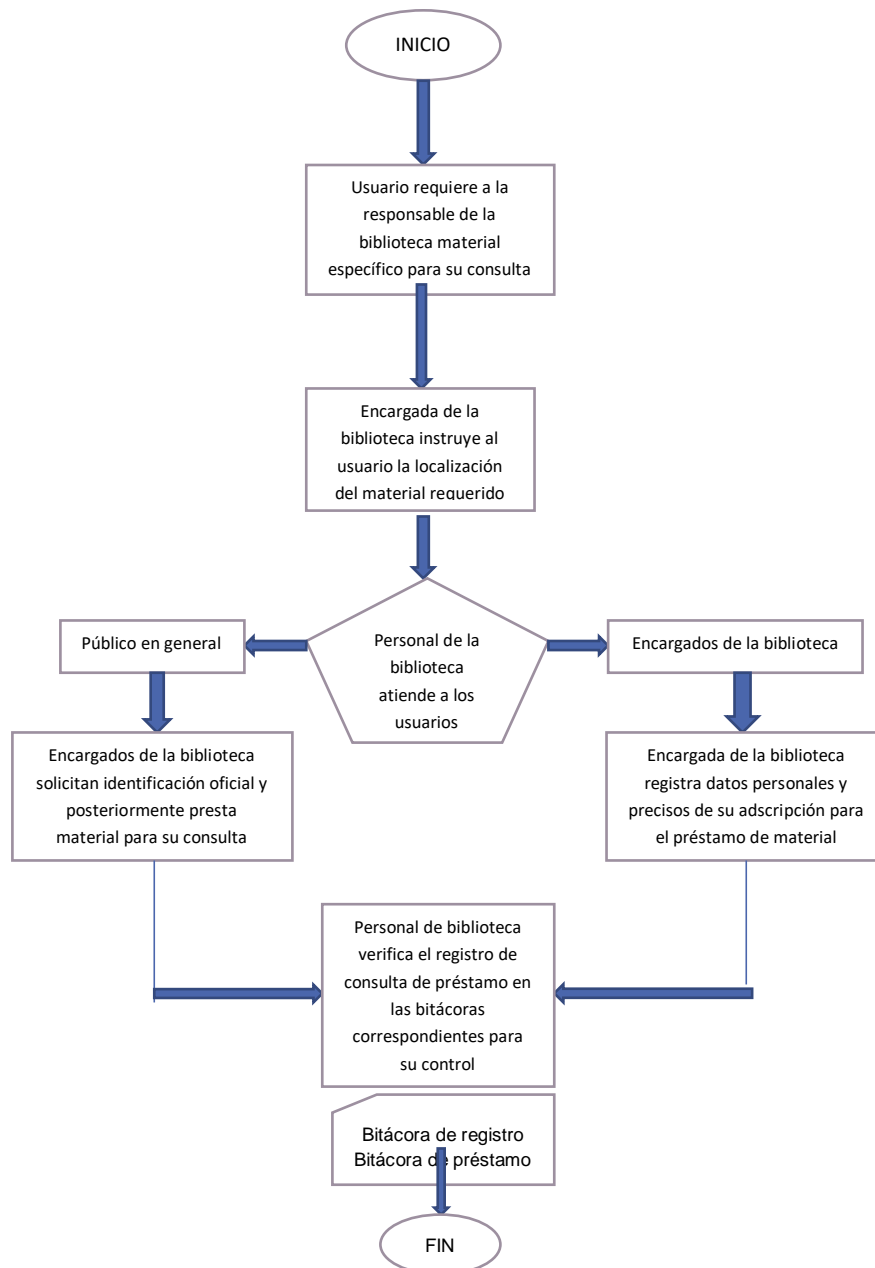 INICIO
Usuario requiere a la
responsable de la
biblioteca material
específico para su consulta
Encargada de la
biblioteca instruye al
usuario la localización
del material requerido
Personal de la
biblioteca
atiende a los
usuarios
Público en general
Encargados de la biblioteca
solicitan identificación oficial y
posteriormente presta
material para su consulta
Encargados de la biblioteca
Encargada de la biblioteca
registra datos personales y
precisos de su adscripción para
el préstamo de material
Personal de biblioteca
verifica el registro de
consulta de préstamo en
las bitácoras
correspondientes para
su control
Bitácora de registro
Bitácora de préstamo
FIN